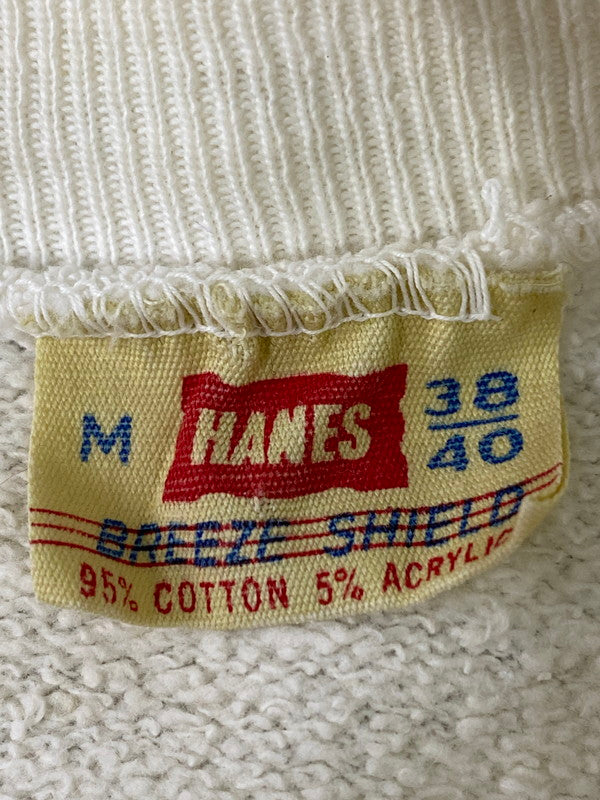 M HANES 38/40
BREEZE SHIELD
95% COTTON 5% ACRYLIC